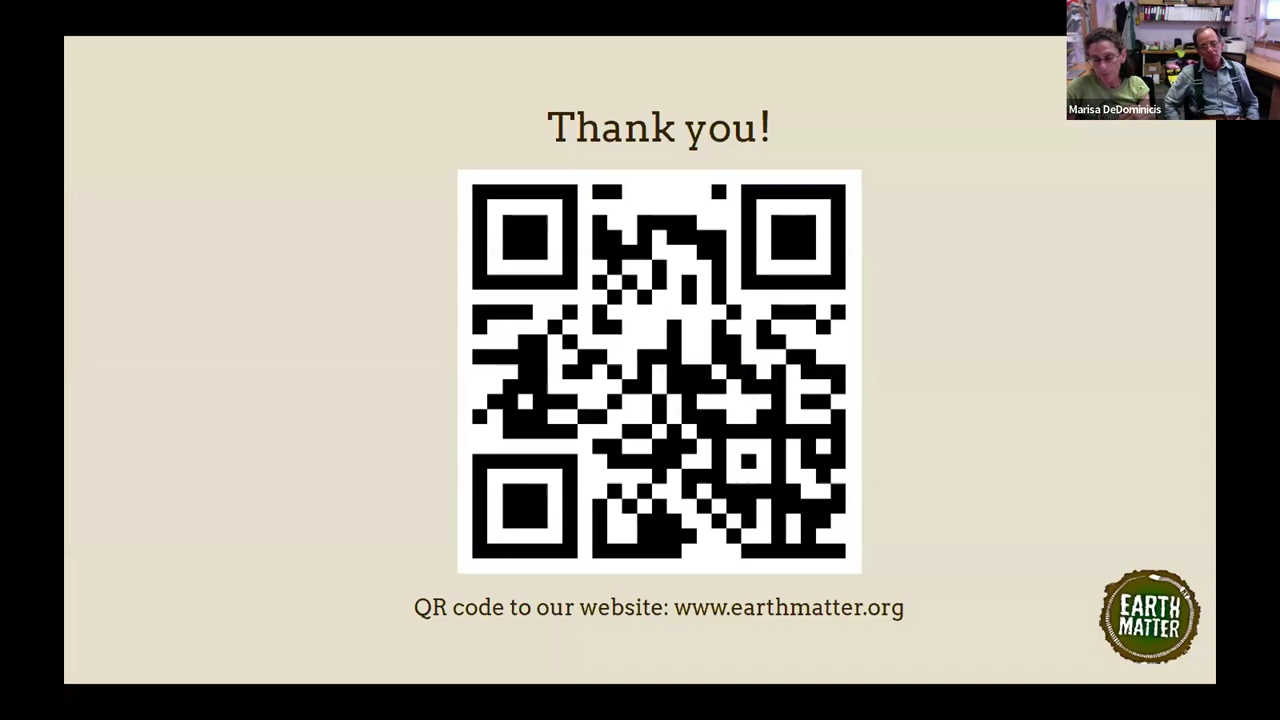 Marisa DeDominicis
Thank you!
QR code to our website: www.earthmatter.org
EARTH
MATTER